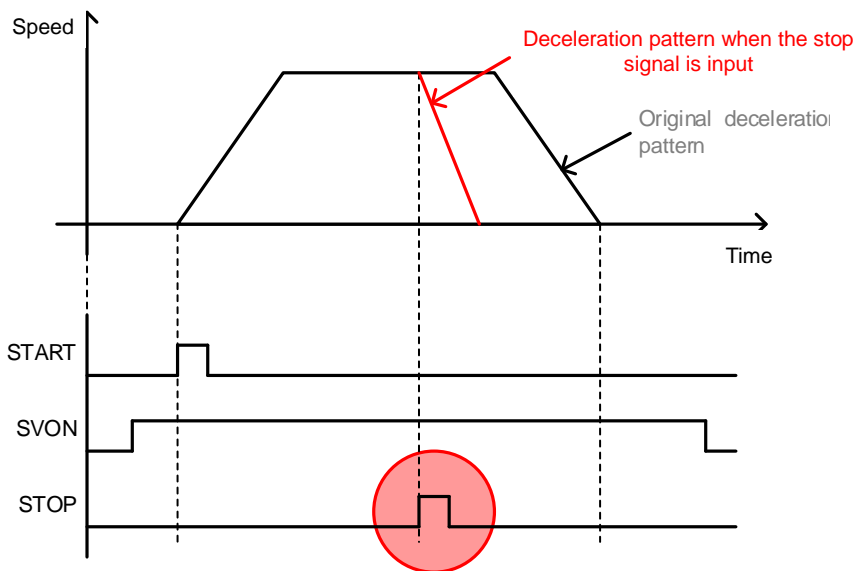 Speed
Deceleration pattern when the stop
signal is input
Original deceleration
pattern
Time
START
SVON
STOP